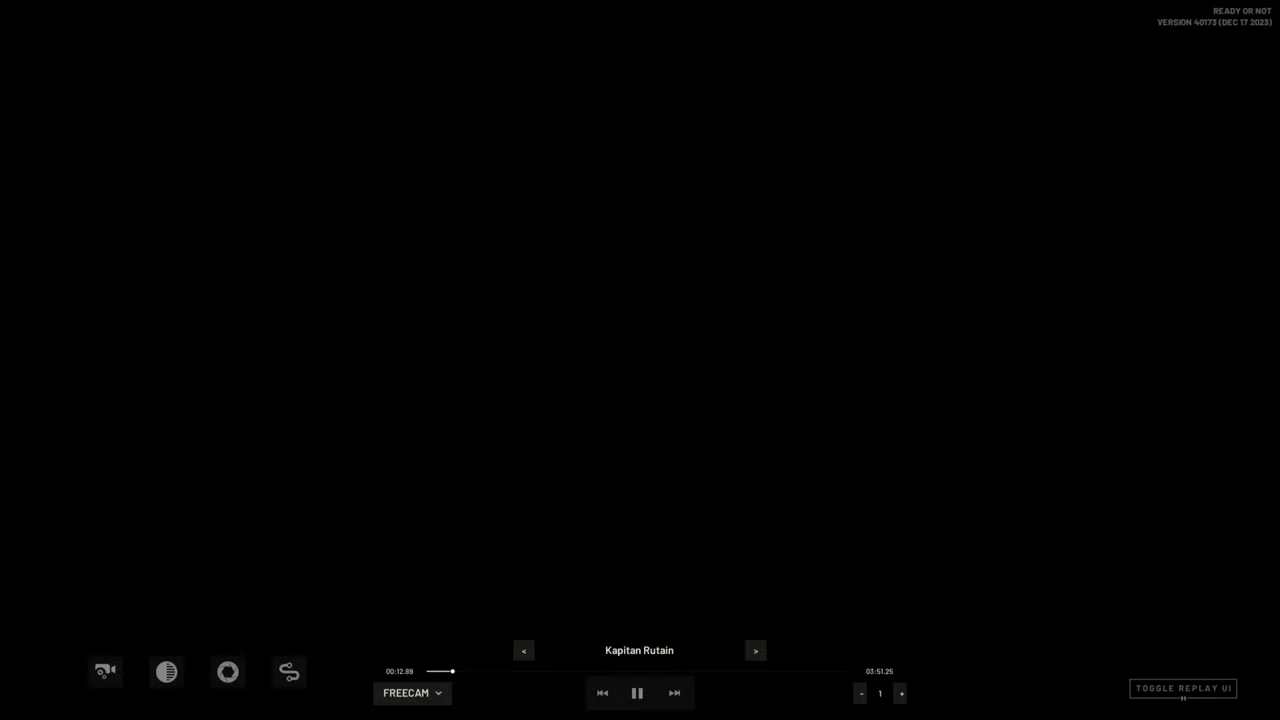 READY OR NOT
VERSION 40173 (DEC 17 2023)
< Kapitan Rutain >
00:12.89 03:51.25
FREECAM
- 1 +
TOGGLE REPLAY UI
H